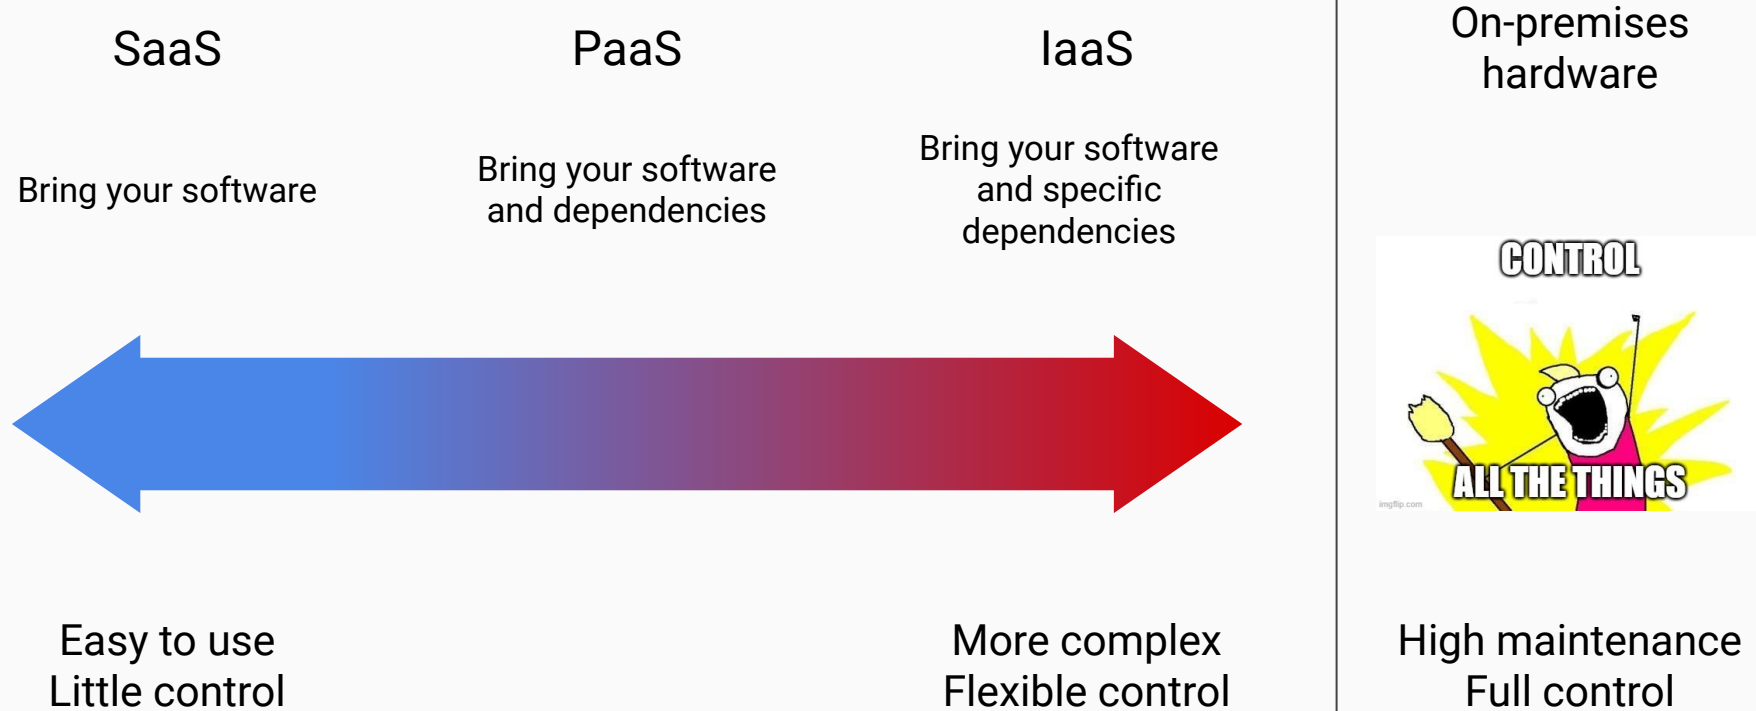 SaaS
PaaS
IaaS
On-premises
hardware
Bring your software
Bring your software
and dependencies
Bring your software
and specific
dependencies
CONTROL
ALL THE THINGS
imgflip.com
Easy to use
Little control
More complex
Flexible control
High maintenance
Full control